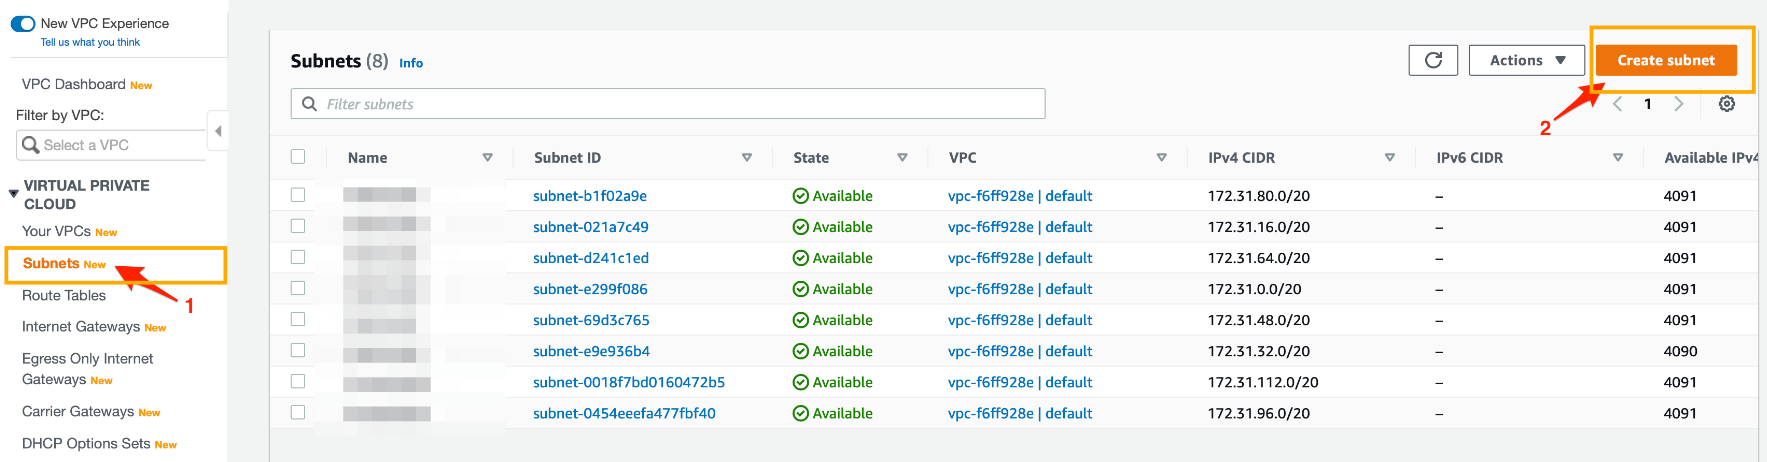 New VPC Experience
Tell us what you think
VPC Dashboard New
Filter by VPC:
Select a VPC
VIRTUAL PRIVATE
CLOUD
Your VPCs New
Subnets New
1
Route Tables
Internet Gateways New
Egress Only Internet
Gateways New
Carrier Gateways New
DHCP Options Sets New
Subnets (8) Info
Actions
Create subnet
Filter subnets
2
1
Name Subnet ID State VPC IPv4 CIDR IPv6 CIDR Available IPv4
subnet-b1f02a9e Available vpc-f6ff928e | default 172.31.80.0/20 – 4091
subnet-021a7c49 Available vpc-f6ff928e | default 172.31.16.0/20 – 4091
subnet-d241c1ed Available vpc-f6ff928e | default 172.31.64.0/20 – 4091
subnet-e299f086 Available vpc-f6ff928e | default 172.31.0.0/20 – 4091
subnet-69d3c765 Available vpc-f6ff928e | default 172.31.48.0/20 – 4091
subnet-e9e936b4 Available vpc-f6ff928e | default 172.31.32.0/20 – 4090
subnet-0018f7bd0160472b5 Available vpc-f6ff928e | default 172.31.112.0/20 – 4091
subnet-0454eeefa477fbf40 Available vpc-f6ff928e | default 172.31.96.0/20 – 4091